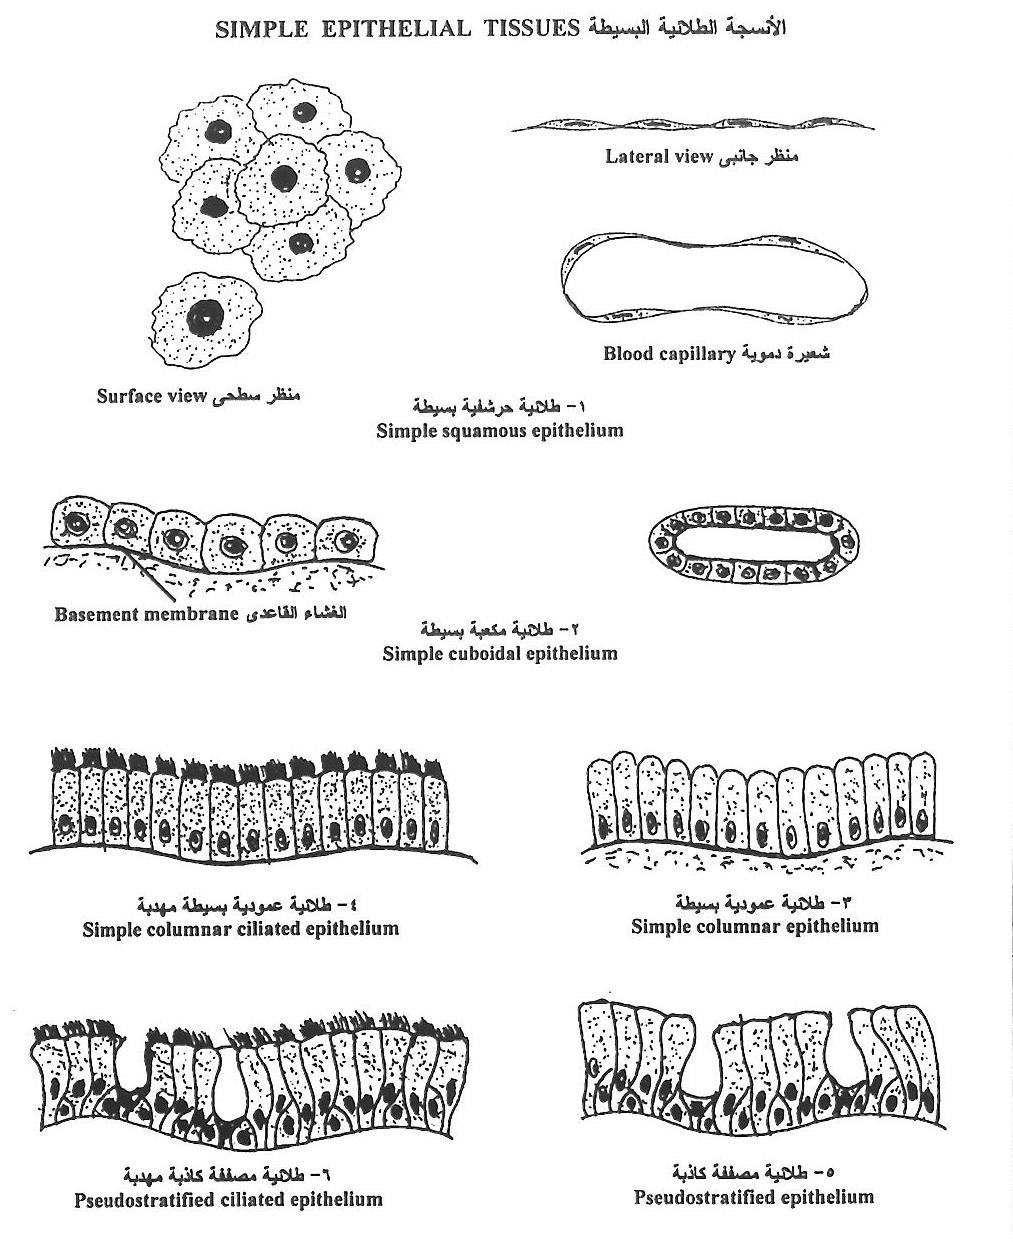 SIMPLE EPITHELIAL TISSUES الأنسجة الطلائية البسيطة
Lateral view منظر جانبى
Blood capillary شعيرة دموية
Surface view منظر سطحى
١- طلائية حرشفية بسيطة
Simple squamous epithelium
Basement membrane الغشاء القاعدى
٢- طلائية مكعبة بسيطة
Simple cuboidal epithelium
٤- طلائية عمودية بسيطة مهدبة
Simple columnar ciliated epithelium
٣- طلائية عمودية بسيطة
Simple columnar epithelium
٦- طلائية مصففة كاذبة مهدبة
Pseudostratified ciliated epithelium
٥- طلائية مصففة كاذبة
Pseudostratified epithelium